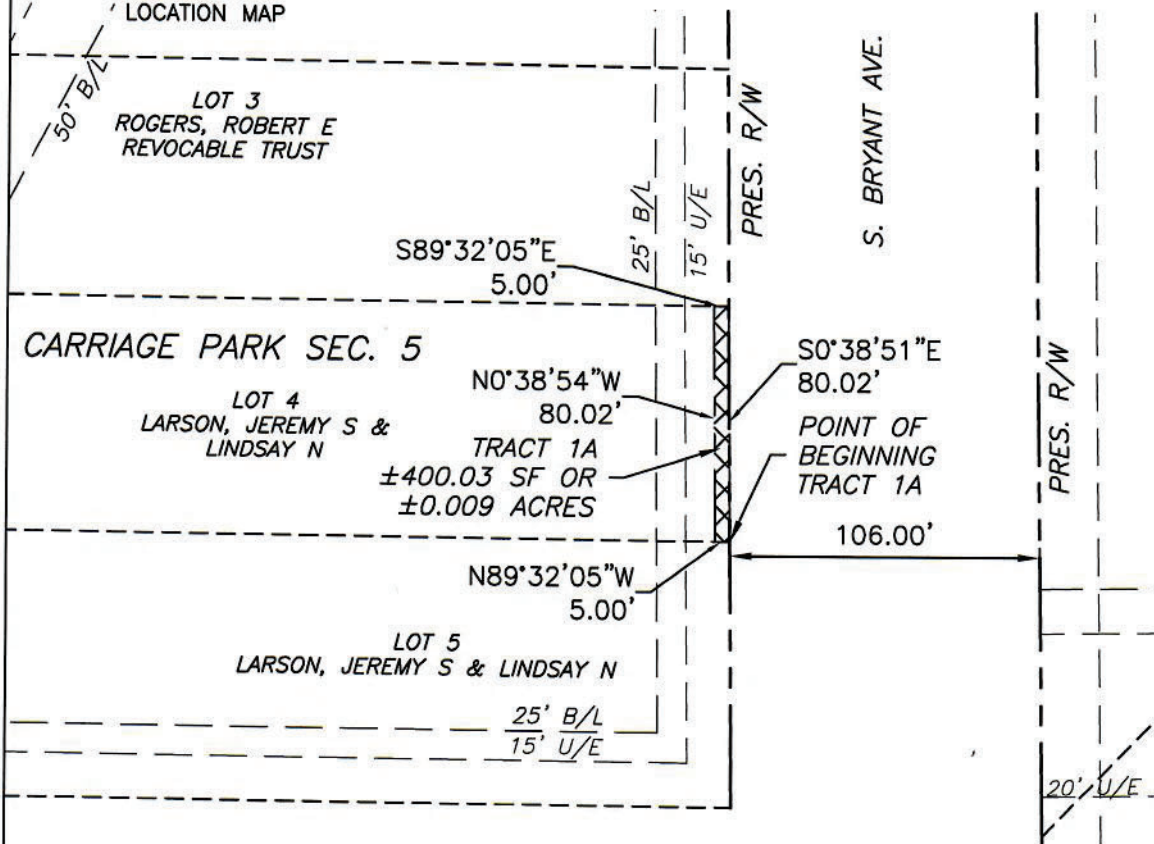 LOCATION MAP
50' B/L
LOT 3
ROGERS, ROBERT E
REVOCABLE TRUST
25' B/L
15' U/E
PRES. R/W
S. BRYANT AVE.
S89°32'05"E
5.00'
CARRIAGE PARK SEC. 5
LOT 4
LARSON, JEREMY S &
LINDSAY N
N0°38'54"W
80.02'
TRACT 1A
±400.03 SF OR
±0.009 ACRES
S0°38'51"E
80.02'
POINT OF
BEGINNING
TRACT 1A
PRES. R/W
106.00'
N89°32'05"W
5.00'
LOT 5
LARSON, JEREMY S & LINDSAY N
25' B/L
15' U/E
20' U/E